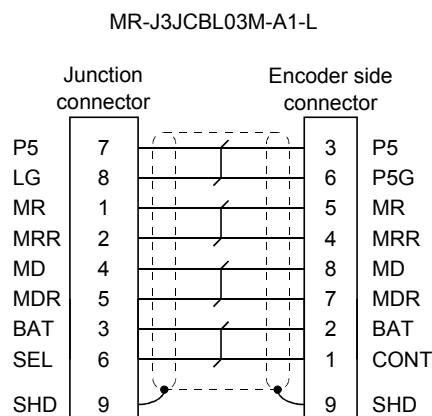 MR-J3JCBL03M-A1-L
Junction
connector
Encoder side
connector
P5 7 3 P5
LG 8 6 P5G
MR 1 5 MR
MRR 2 4 MRR
MD 4 8 MD
MDR 5 7 MDR
BAT 3 2 BAT
SEL 6 1 CONT
SHD 9 9 SHD